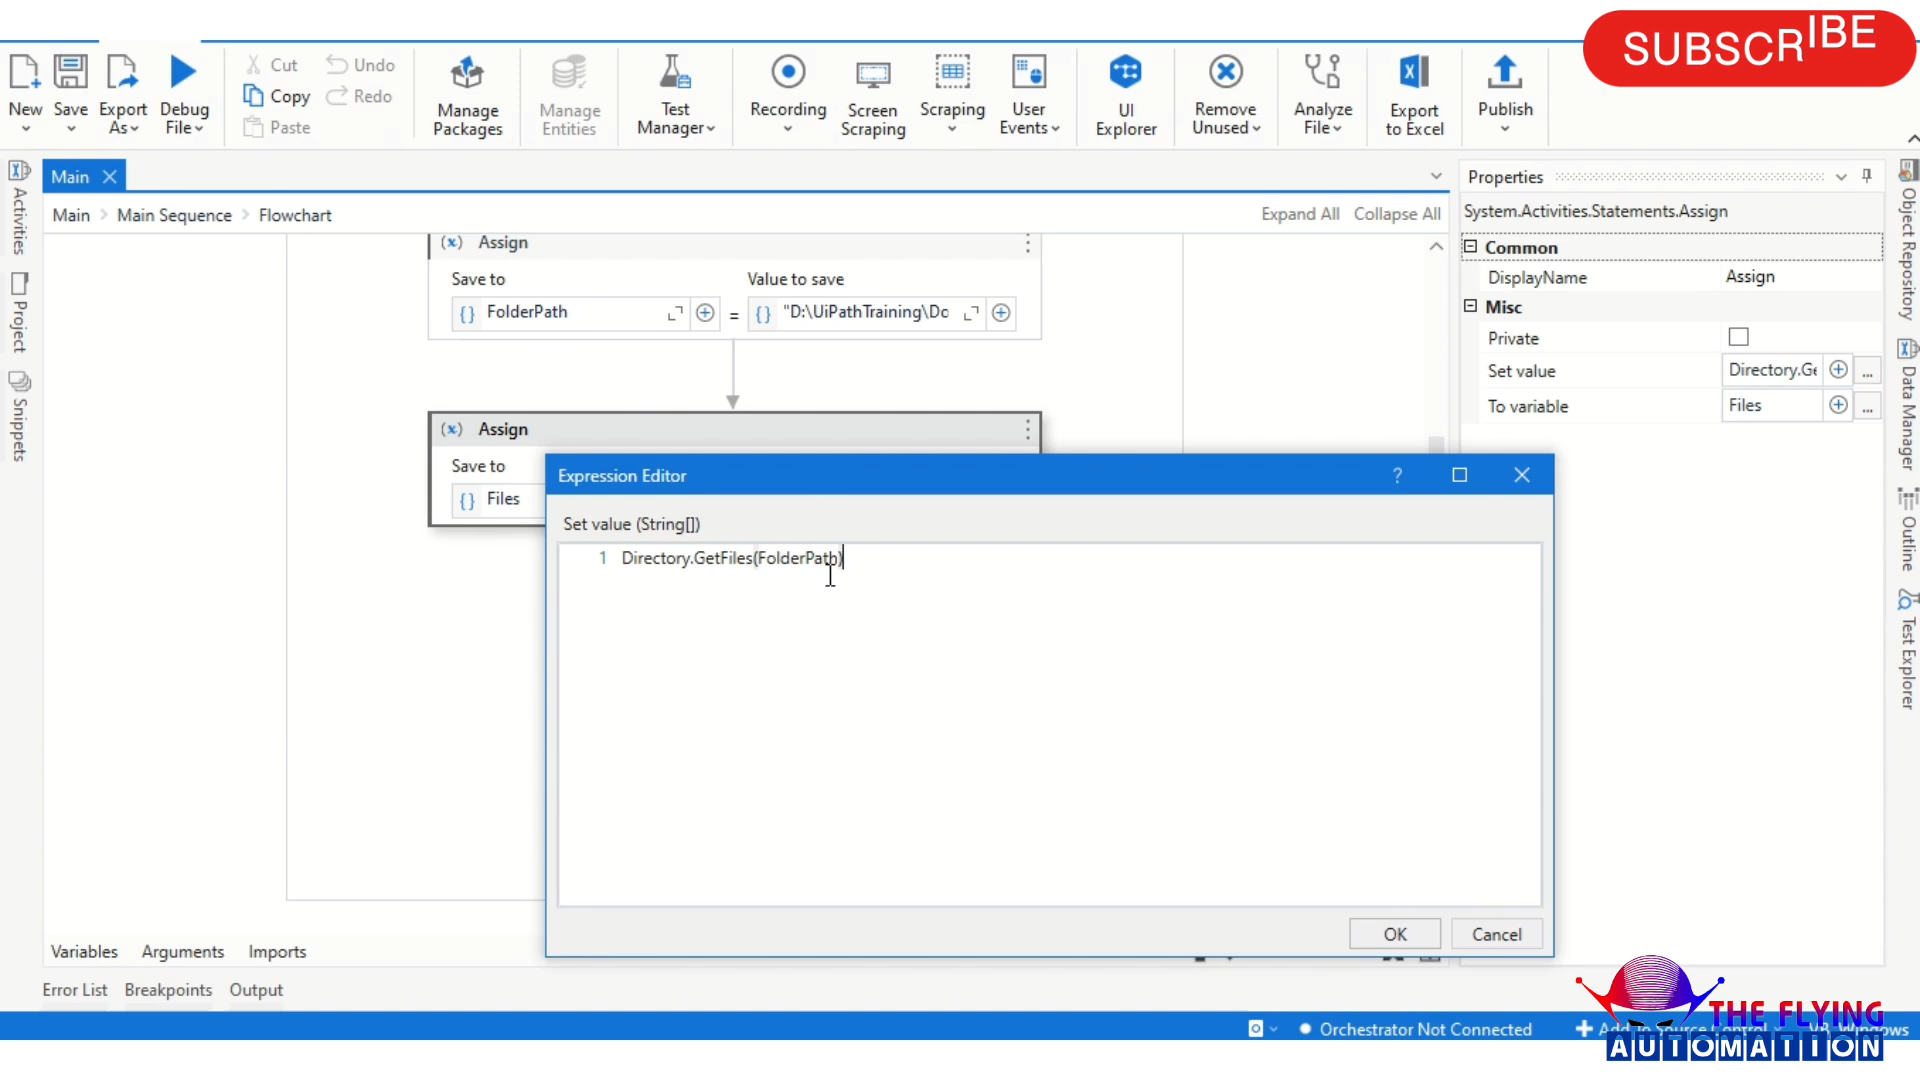 SUBSCRIBE
New
Save
Export As
Debug File
Cut
Copy
Paste
Undo
Redo
Manage Packages
Manage Entities
Test Manager
Recording
Screen Scraping
Scraping
User Events
UI Explorer
Remove Unused
Analyze File
Export to Excel
Publish
Activities
Project
Snippets
Main
Main > Main Sequence > Flowchart
Expand All Collapse All
(x) Assign
Save to Value to save
{} FolderPath = {} "D:\UiPathTraining\Do
(x) Assign
Save to
{} Files
Expression Editor ?
Set value (String[])
1 Directory.GetFiles(FolderPath)
OK Cancel
Properties
System.Activities.Statements.Assign
Common
DisplayName Assign
Misc
Private
Set value Directory.Ge ...
To variable Files ...
Object Repository
Data Manager
Outline
Test Explorer
Variables Arguments Imports
Error List Breakpoints Output
Orchestrator Not Connected
Windows
THE FLYING
AUTOMATION